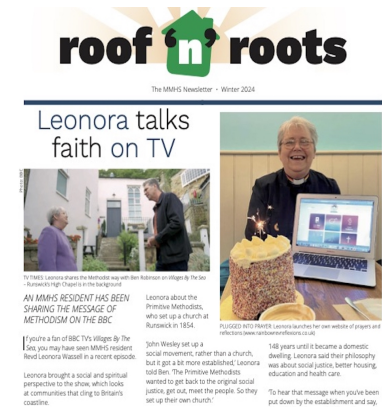 roof 'n' roots
The MMHS Newsletter • Winter 2024
Leonora talks
faith on TV
TV TIMES: Leonora shares the Methodist way with Ben Robinson on Villages By The Sea
– Runswick's High Chapel is in the background
AN MMHS RESIDENT HAS BEEN
SHARING THE MESSAGE OF
METHODISM ON THE BBC
If you're a fan of BBC TV's Villages By The
Sea, you may have seen MMHS resident
Revd Leonora Wassell in a recent episode.
Leonora brought a social and spiritual
perspective to the show, which looks
at communities that cling to Britain's
coastline.
Leonora about the
Primitive Methodists,
who set up a church at
Runswick in 1854.
'John Wesley set up a
social movement, rather than a church,
but it got a bit more established,' Leonora
told Ben. 'The Primitive Methodists
wanted to get back to the original social
justice, get out, meet the people. So they
set up their own church.'
PLUGGED INTO PRAYER: Leonora launches her own website of prayers and
reflections (www.rainbowrevreflexions.co.uk)
148 years until it became a domestic
dwelling. Leonora said their philosophy
was about social justice, better housing,
education and health care.
'To hear that message when you've been
put down by the establishment and say,